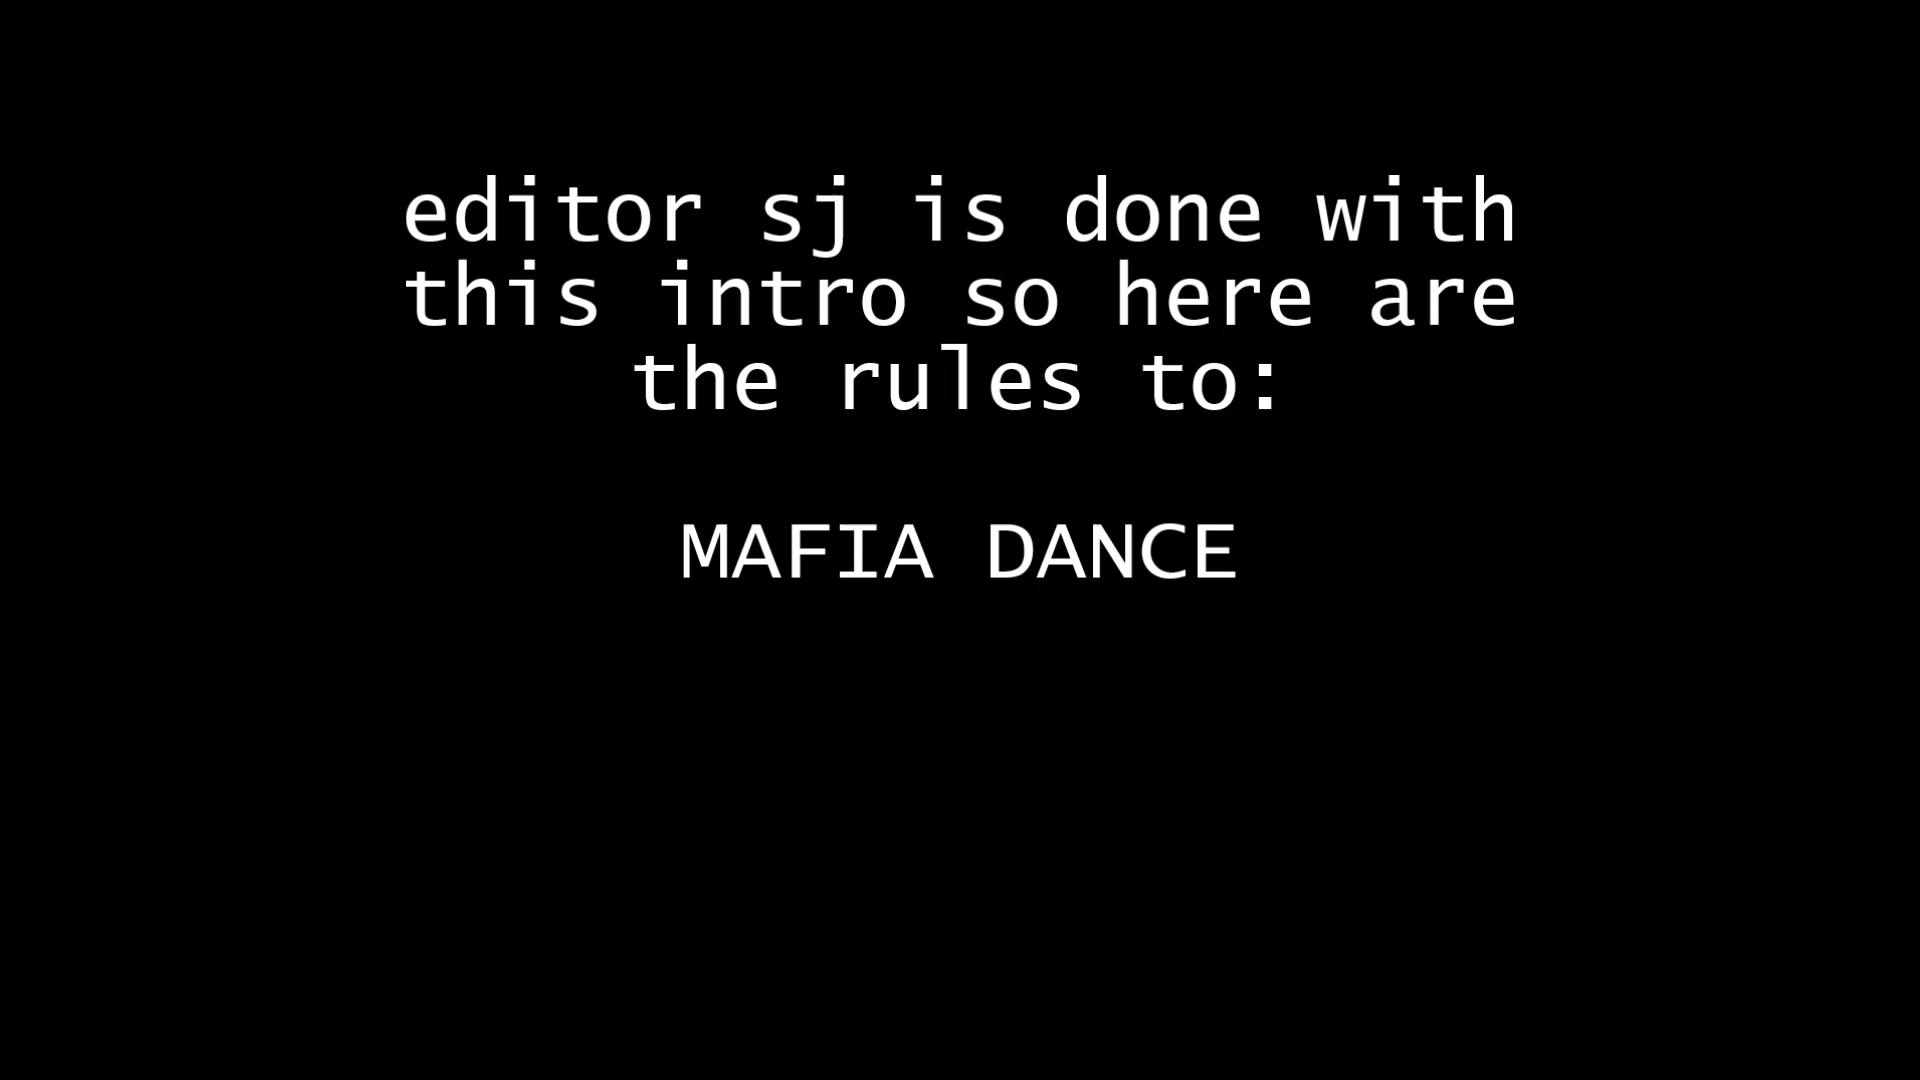 editor sj is done with
this intro so here are
the rules to:
MAFIA DANCE